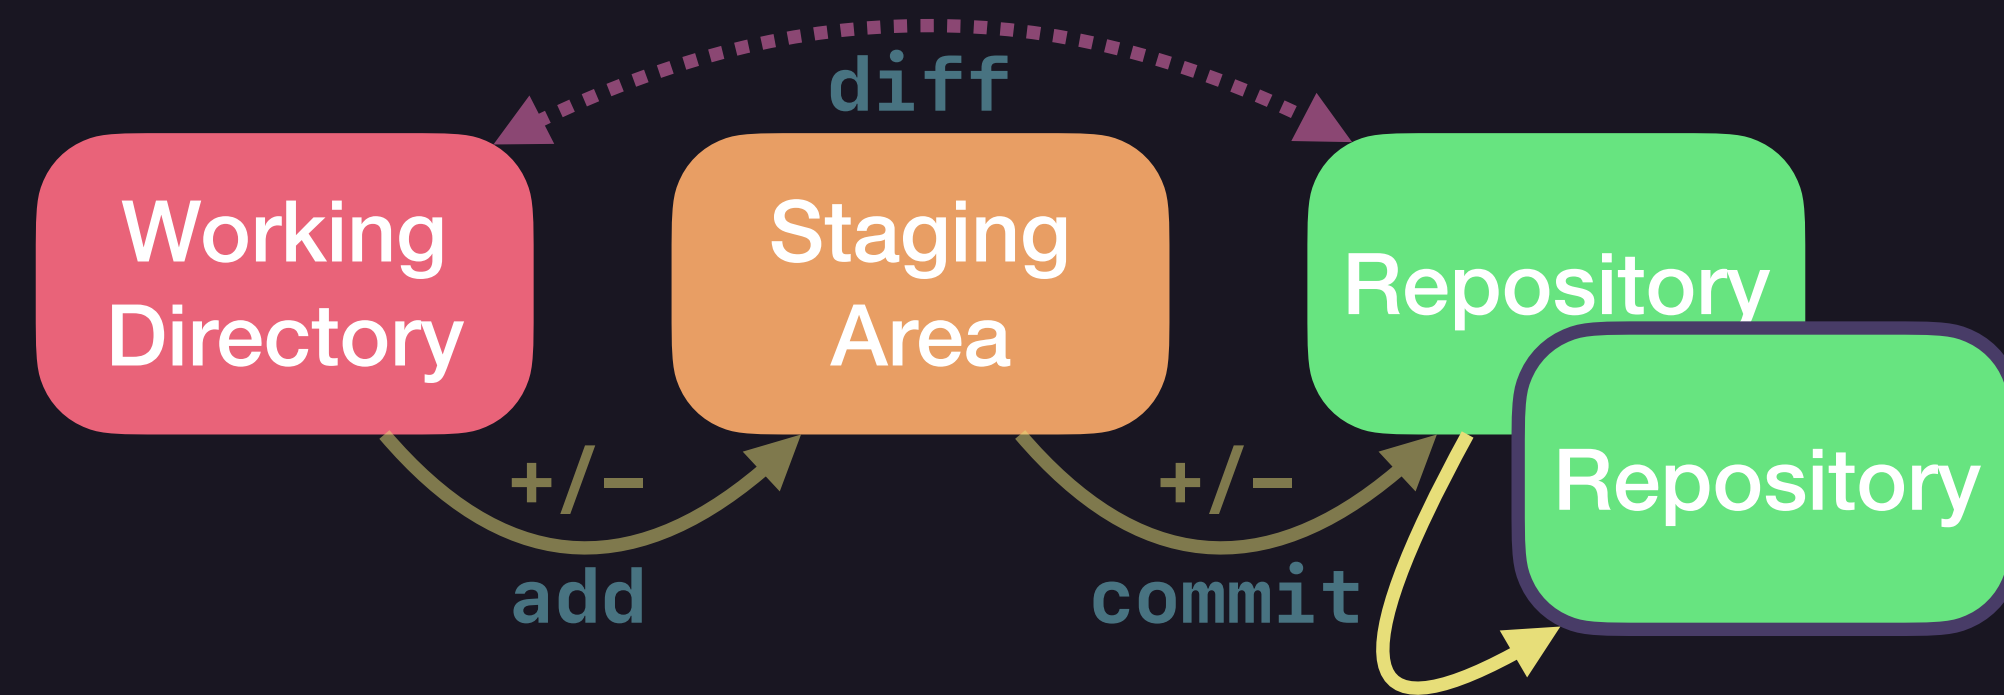 diff
Working
Directory
Staging
Area
Repository
Repository
+/−
+/−
add
commit